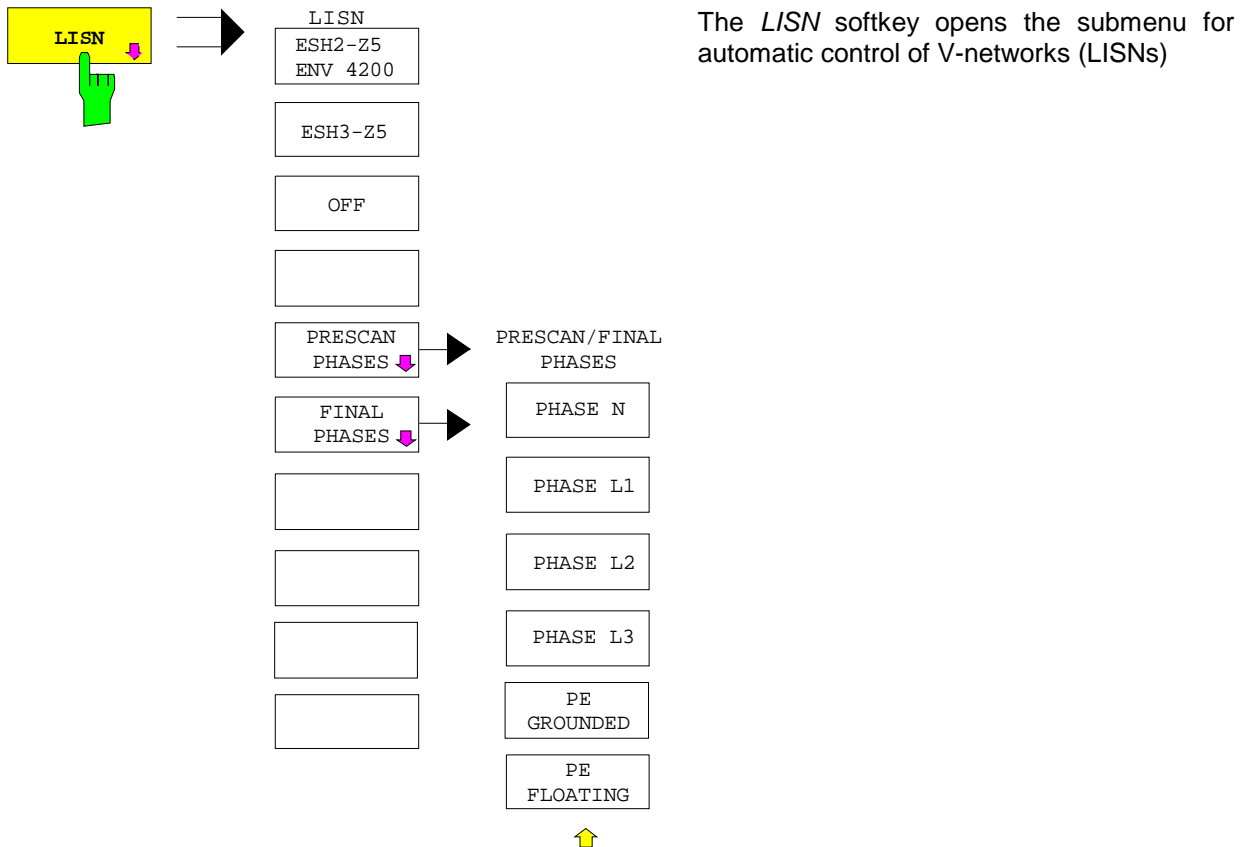 LISN
LISN
ESH2-Z5
ENV 4200
ESH3-Z5
OFF
PRESCAN
PHASES
FINAL
PHASES
PRESCAN/FINAL
PHASES
PHASE N
PHASE L1
PHASE L2
PHASE L3
PE
GROUNDED
PE
FLOATING
The LISN softkey opens the submenu for
automatic control of V-networks (LISNs)